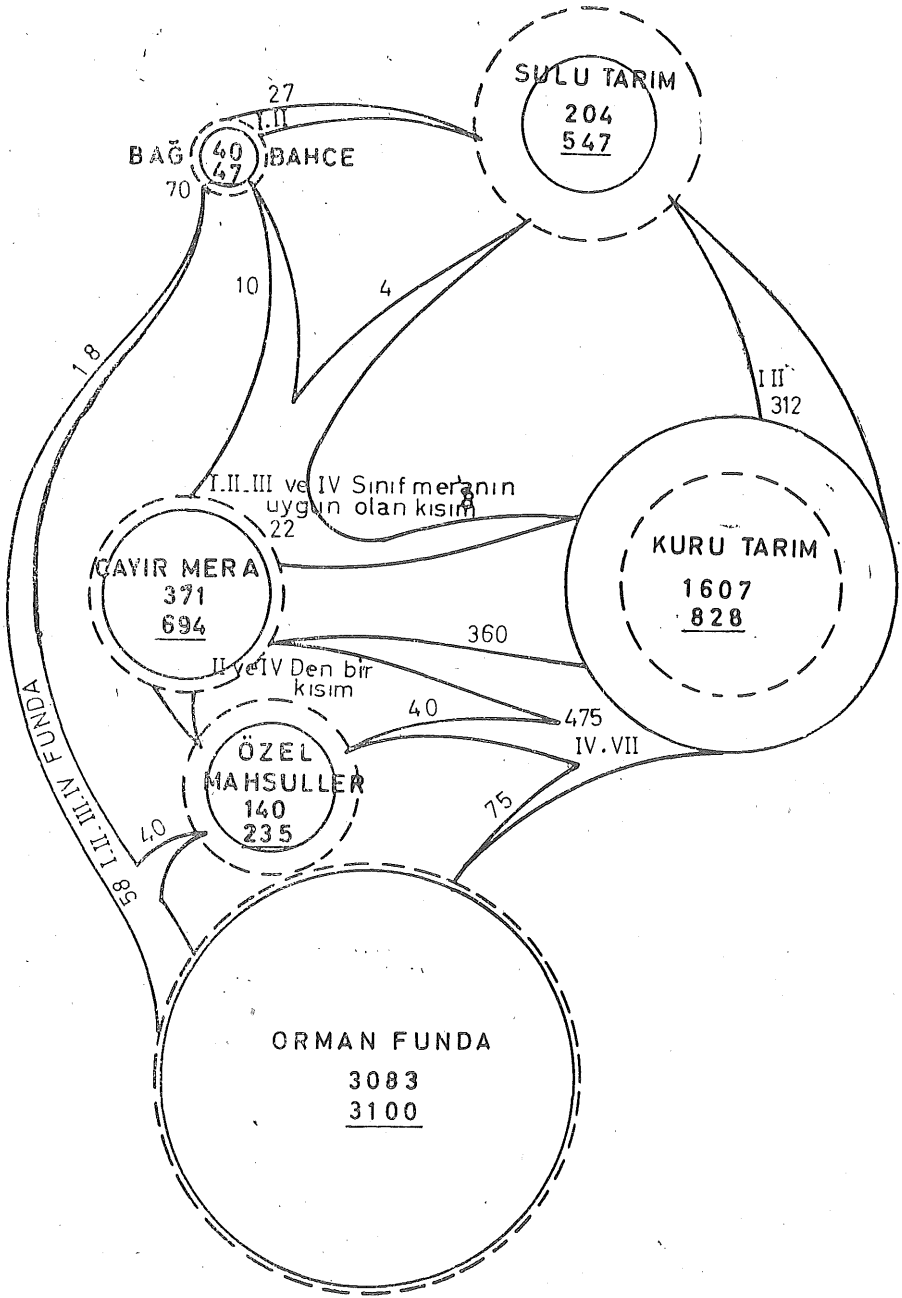 SULU TARIM
204
547
27
I.II
BAĞ 40 BAHCE
47
70
10
4
18
I II
312
I.II.III ve IV Sınıf mer'anın
uygun olan kısım
8
22
ÇAYIR MERA
371
694
KURU TARIM
1607
828
360
II ve IV Den bir
kısım
40
475
IV.VII
ÖZEL
MAHSULLER
140
235
75
40
58 I.II.III.IV FUNDA
ORMAN FUNDA
3083
3100